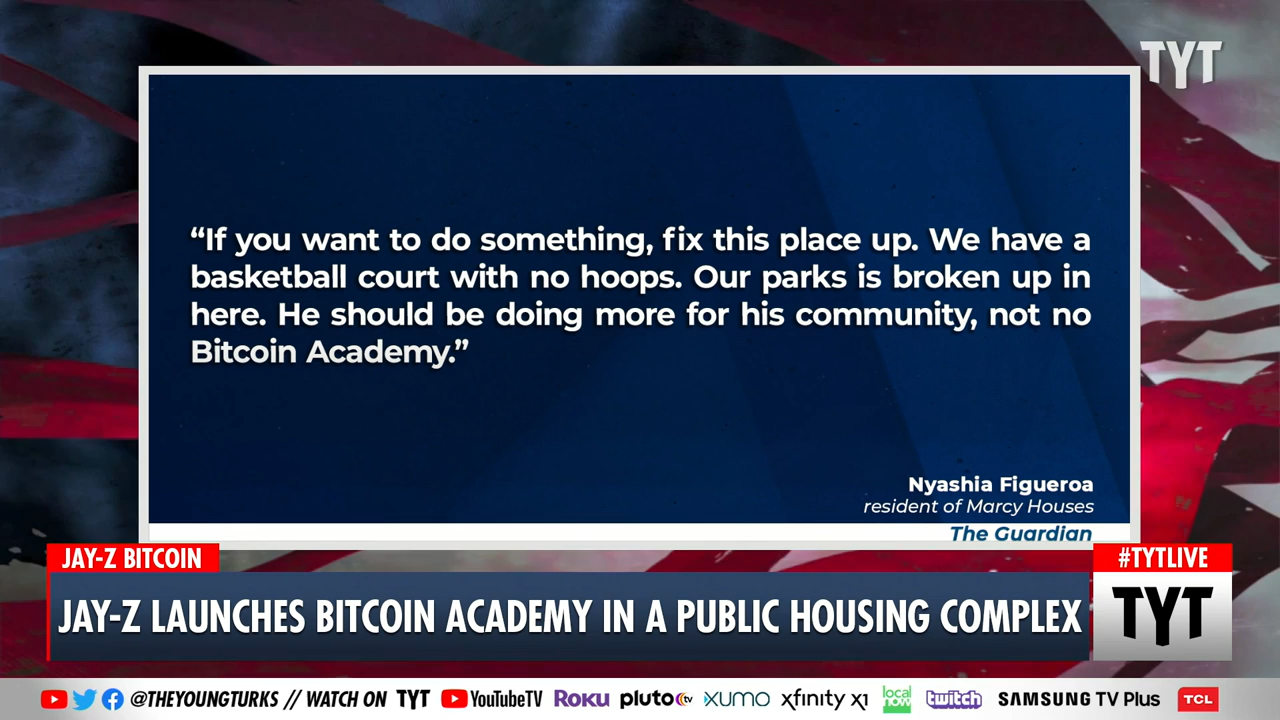 TYT
“If you want to do something, fix this place up. We have a
basketball court with no hoops. Our parks is broken up in
here. He should be doing more for his community, not no
Bitcoin Academy.”
Nyashia Figueroa
resident of Marcy Houses
The Guardian
JAY-Z BITCOIN
#TYTLIVE
JAY-Z LAUNCHES BITCOIN ACADEMY IN A PUBLIC HOUSING COMPLEX
TYT
@THEYOUNGTURKS // WATCH ON TYT YouTubeTV ROKU pluto tv XUMO xfinity x1 local now twitch SAMSUNG TV Plus TCL